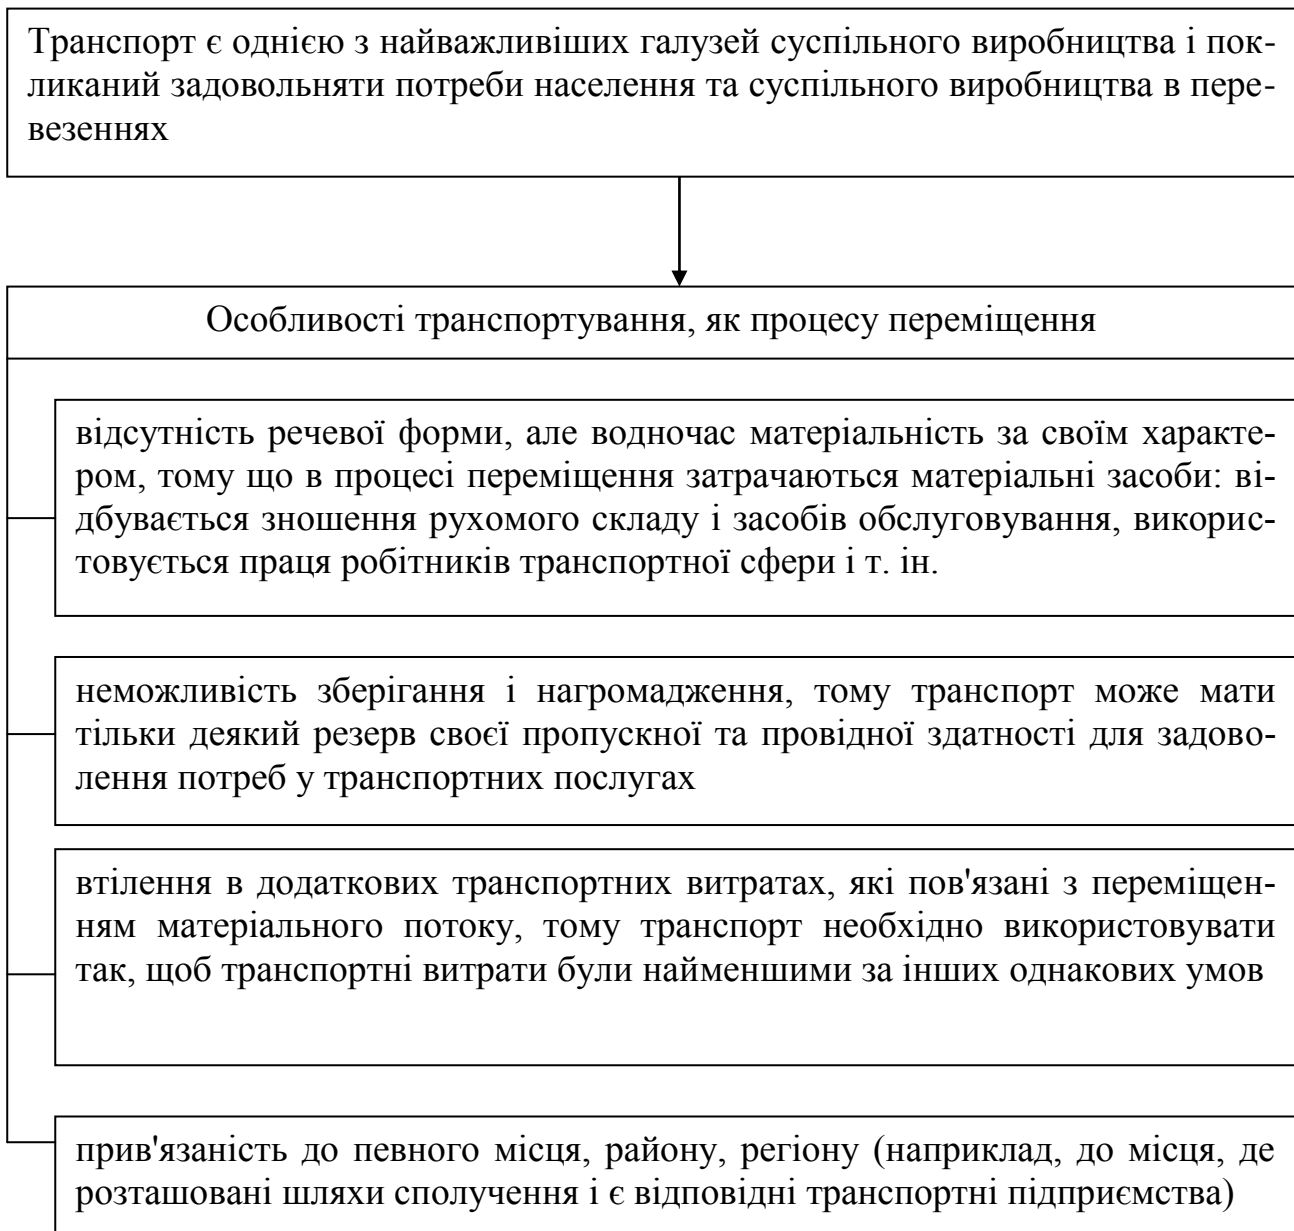 Транспорт є однією з найважливіших галузей суспільного виробництва і пок-
ликаний задовольняти потреби населення та суспільного виробництва в пере-
везеннях
Особливості транспортування, як процесу переміщення
відсутність речевої форми, але водночас матеріальність за своїм характе-
ром, тому що в процесі переміщення затрачаються матеріальні засоби: ві-
дбувається зношення рухомого складу і засобів обслуговування, викорис-
товується праця робітників транспортної сфери і т. ін.
неможливість зберігання і нагромадження, тому транспорт може мати
тільки деякий резерв своєї пропускної та провідної здатності для задово-
лення потреб у транспортних послугах
втілення в додаткових транспортних витратах, які пов'язані з переміщен-
ням матеріального потоку, тому транспорт необхідно використовувати
так, щоб транспортні витрати були найменшими за інших однакових умов
прив'язаність до певного місця, району, регіону (наприклад, до місця, де
розташовані шляхи сполучення і є відповідні транспортні підприємства)